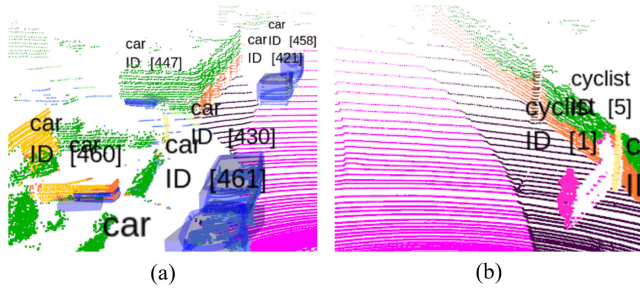 car
ID [458]
car
ID [421]
car
ID [447]
car
ID [430]
car
ID [460]
car
car
ID [461]
car
cyclist
ID [5]
cyclist
ID [1]
(a)
(b)